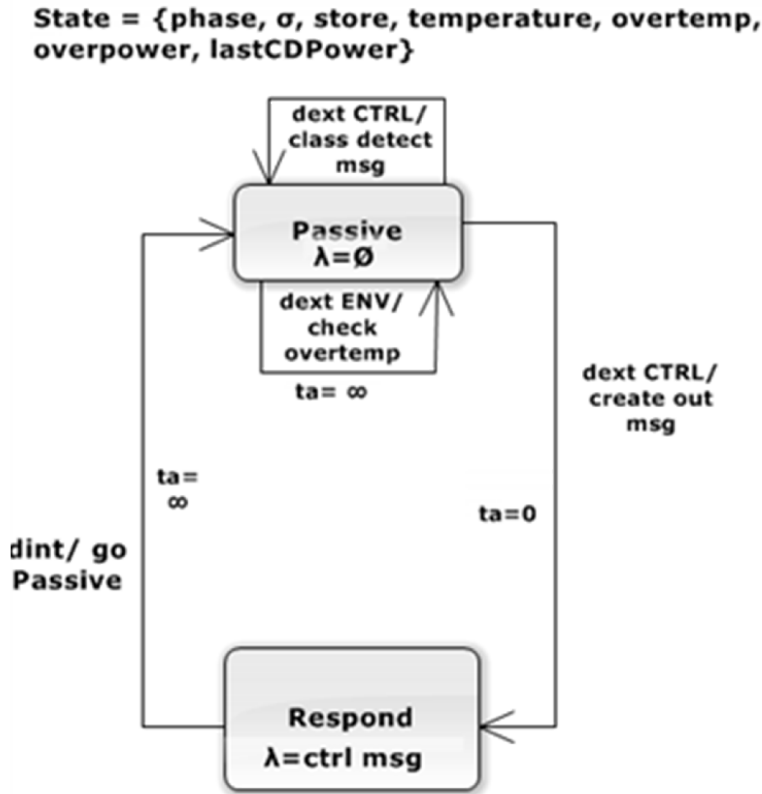 State = {phase, σ, store, temperature, overtemp,
overpower, lastCDPower}
dext CTRL/
class detect
msg
Passive
λ=Ø
dext ENV/
check
overtemp
ta= ∞
dext CTRL/
create out
msg
ta=
∞
ta=0
dint/ go
Passive
Respond
λ=ctrl msg